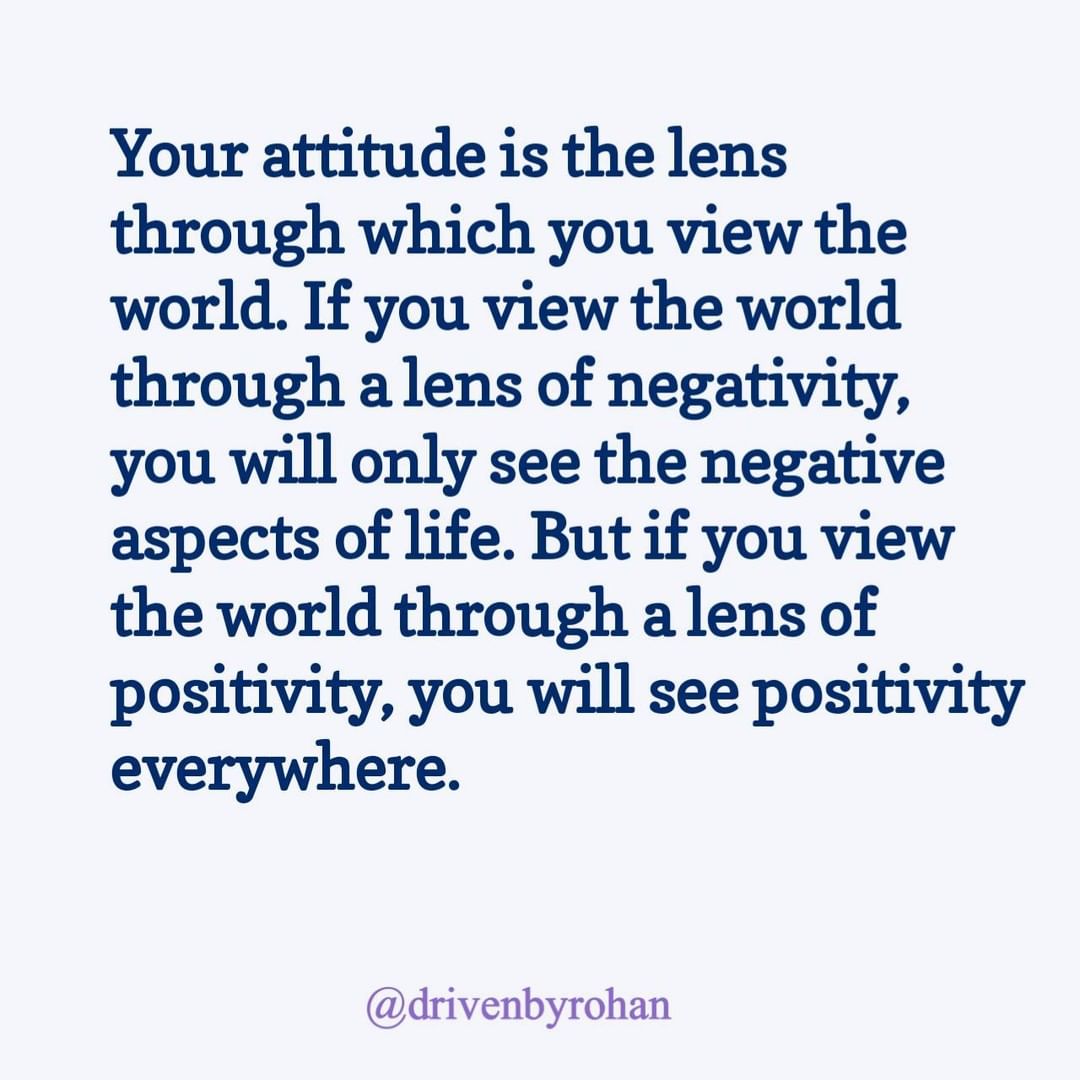 Your attitude is the lens
through which you view the
world. If you view the world
through a lens of negativity,
you will only see the negative
aspects of life. But if you view
the world through a lens of
positivity, you will see positivity
everywhere.
@drivenbyrohan